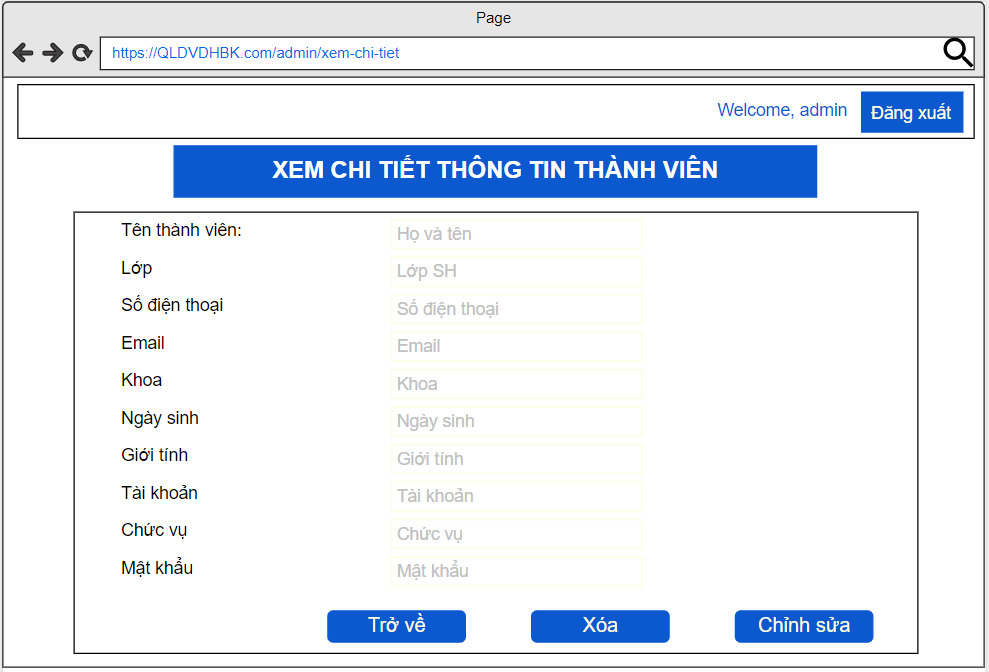 Page
https://QLDVDHBK.com/admin/xem-chi-tiet
Welcome, admin
Đăng xuất
XEM CHI TIẾT THÔNG TIN THÀNH VIÊN
Tên thành viên: Họ và tên
Lớp Lớp SH
Số điện thoại Số điện thoại
Email Email
Khoa Khoa
Ngày sinh Ngày sinh
Giới tính Giới tính
Tài khoản Tài khoản
Chức vụ Chức vụ
Mật khẩu Mật khẩu
Trở về Xóa Chỉnh sửa